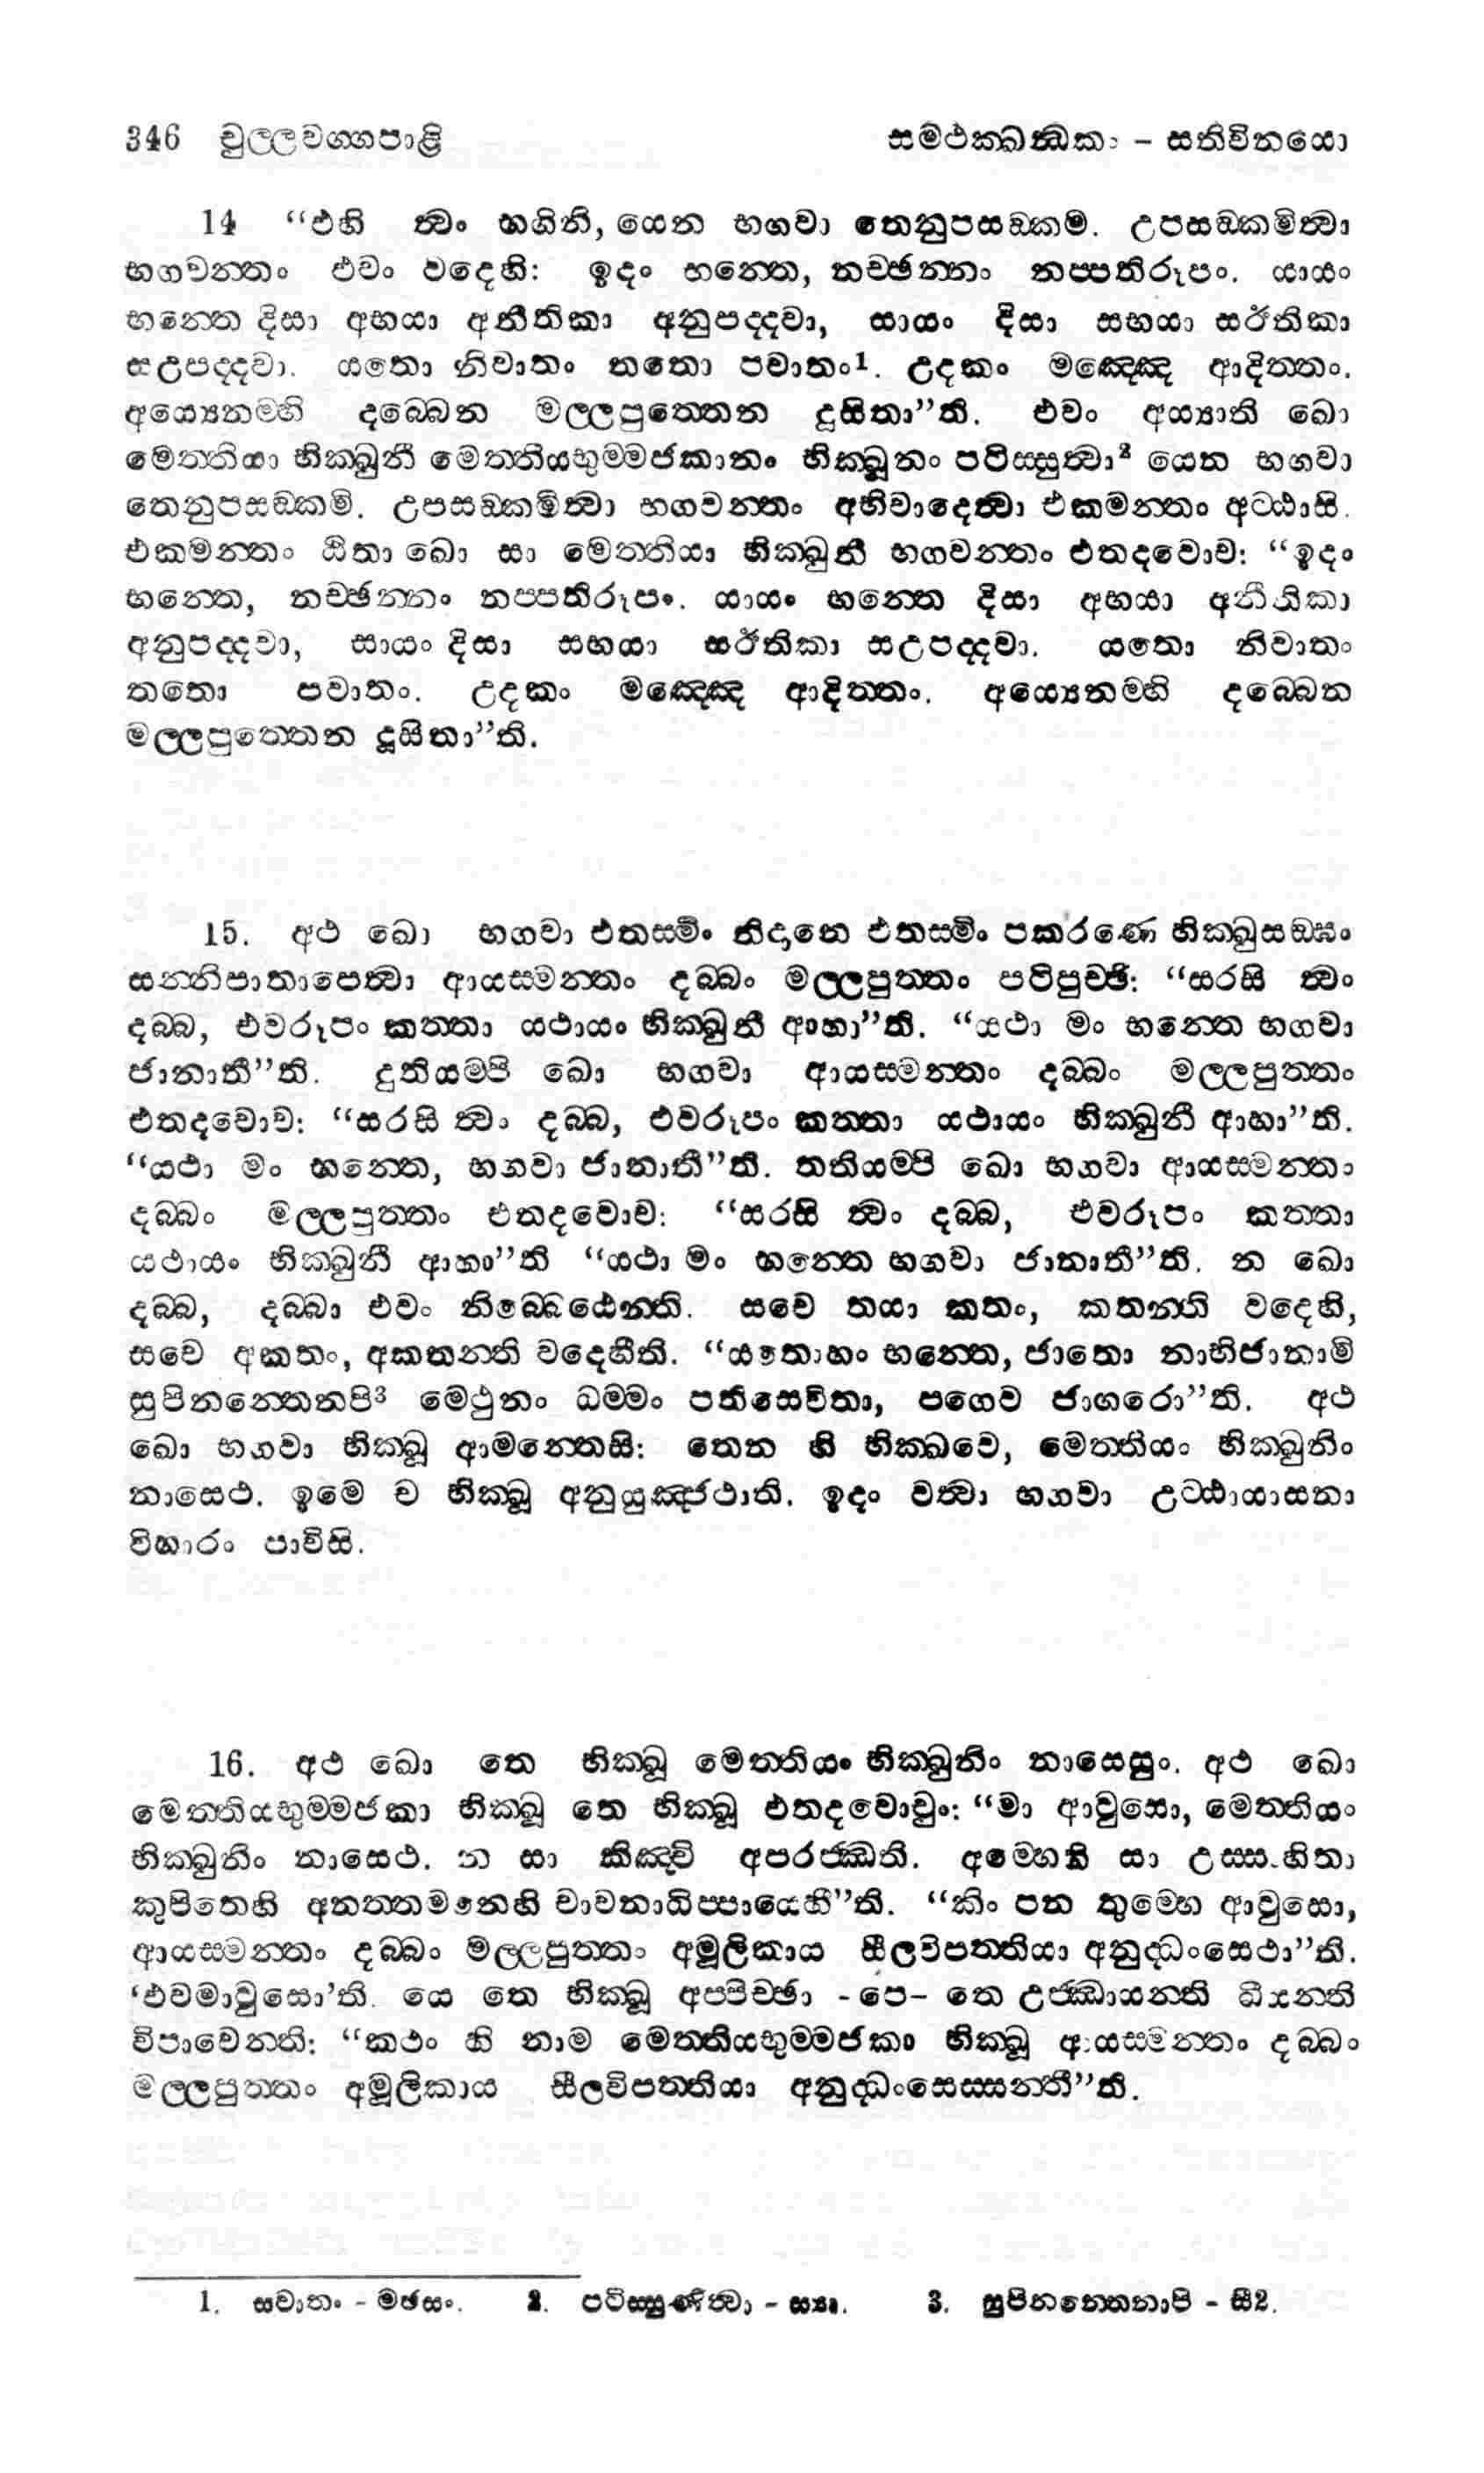 346 චුල්ලවග්ගපාළි සමථක්ඛන්ධකං – සතිවිනයො
14 “එහි ත්වං භගිනි, යෙන භගවා තෙනුපසඞ්කම. උපසඞ්කමිත්වා
භගවන්තං එවං වදෙහි: ඉදං භන්තෙ, නච්ඡන්නං නප්පතිරූපං. යායං
භන්තෙ දිසා අභයා අනීතිකා අනුපද්දවා, සායං දිසා සභයා සඊතිකා
සඋපද්දවා. යතො නිවාතං තතො පවාතං1. උදකං මඤ්ඤෙ ආදිත්තං.
අය්‍යෙනම්හි දබ්බෙන මල්ලපුත්තෙන දූසිතා”ති. එවං අය්‍යාති ඛො
මෙත්තියා භික්ඛුනී මෙත්තියභුම්මජකානං භික්ඛූනං පටිස්සුත්වා2 යෙන භගවා
තෙනුපසඞ්කමි. උපසඞ්කමිත්වා භගවන්තං අභිවාදෙත්වා එකමන්තං අට්ඨාසි.
එකමන්තං ඨිතා ඛො සා මෙත්තියා භික්ඛුනී භගවන්තං එතදවොච: “ඉදං
භන්තෙ, නච්ඡන්නං නප්පතිරූපං. යායං භන්තෙ දිසා අභයා අනීතිකා
අනුපද්දවා, සායං දිසා සභයා සඊතිකා සඋපද්දවා. යතො නිවාතං
තතො පවාතං. උදකං මඤ්ඤෙ ආදිත්තං. අය්‍යෙනම්හි දබ්බෙන
මල්ලපුත්තෙන දූසිතා”ති.
15. අථ ඛො භගවා එතස්මිං නිදානෙ එතස්මිං පකරණෙ භික්ඛුසඞ්ඝං
සන්නිපාතාපෙත්වා ආයස්මන්තං දබ්බං මල්ලපුත්තං පටිපුච්ඡි: “සරසි ත්වං
දබ්බ, එවරූපං කත්තා යථායං භික්ඛුනී ආහා”ති. “යථා මං භන්තෙ භගවා
ජානාතී”ති. දුතියම්පි ඛො භගවා ආයස්මන්තං දබ්බං මල්ලපුත්තං
එතදවොච: “සරසි ත්වං දබ්බ, එවරූපං කත්තා යථායං භික්ඛුනී ආහා”ති.
“යථා මං භන්තෙ, භගවා ජානාතී”ති. තතියම්පි ඛො භගවා ආයස්මන්තං
දබ්බං මල්ලපුත්තං එතදවොච: “සරසි ත්වං දබ්බ, එවරූපං කත්තා
යථායං භික්ඛුනී ආහා”ති “යථා මං භන්තෙ භගවා ජානාතී”ති. න ඛො
දබ්බ, දබ්බා එවං නිබ්බෙඨෙන්ති. සචෙ තයා කතං, කතන්ති වදෙහි,
සචෙ අකතං, අකතන්ති වදෙහීති. “යතොහං භන්තෙ, ජාතො නාභිජානාමි
සුපිනන්තෙනපි3 මෙථුනං ධම්මං පතිසෙවිතා, පගෙව ජාගරො”ති. අථ
ඛො භගවා භික්ඛූ ආමන්තෙසි: තෙන හි භික්ඛවෙ, මෙත්තියං භික්ඛුනිං
නාසෙථ. ඉමෙ ච භික්ඛූ අනුයුඤ්ජථාති. ඉදං වත්වා භගවා උට්ඨායාසනා
විහාරං පාවිසි.
16. අථ ඛො තෙ භික්ඛූ මෙත්තියං භික්ඛුනිං නාසෙසුං. අථ ඛො
මෙත්තියභුම්මජකා භික්ඛූ තෙ භික්ඛූ එතදවොචුං: “මා ආවුසො, මෙත්තියං
භික්ඛුනිං නාසෙථ. න සා කිඤ්චි අපරජ්ඣති. අම්හෙහි සා උස්සාහිතා
කුපිතෙහි අනත්තමනෙහි චාවනාධිප්පායෙහී”ති. “කිං පන තුම්හෙ ආවුසො,
ආයස්මන්තං දබ්බං මල්ලපුත්තං අමූලිකාය සීලවිපත්තියා අනුද්ධංසෙථා”ති.
‘එවමාවුසො’ති. යෙ තෙ භික්ඛූ අප්පිච්ඡා -පෙ- තෙ උජ්ඣායන්ති ඛීයන්ති
විපාචෙන්ති: “කථං හි නාම මෙත්තියභුම්මජකා භික්ඛූ ආයස්මන්තං දබ්බං
මල්ලපුත්තං අමූලිකාය සීලවිපත්තියා අනුද්ධංසෙස්සන්තී”ති.
1. සවාතං - මඡසං. 2. පටිස්සුණිත්වා - ස්‍යා. 3. සුපිනන්තෙනාපි - සී2.